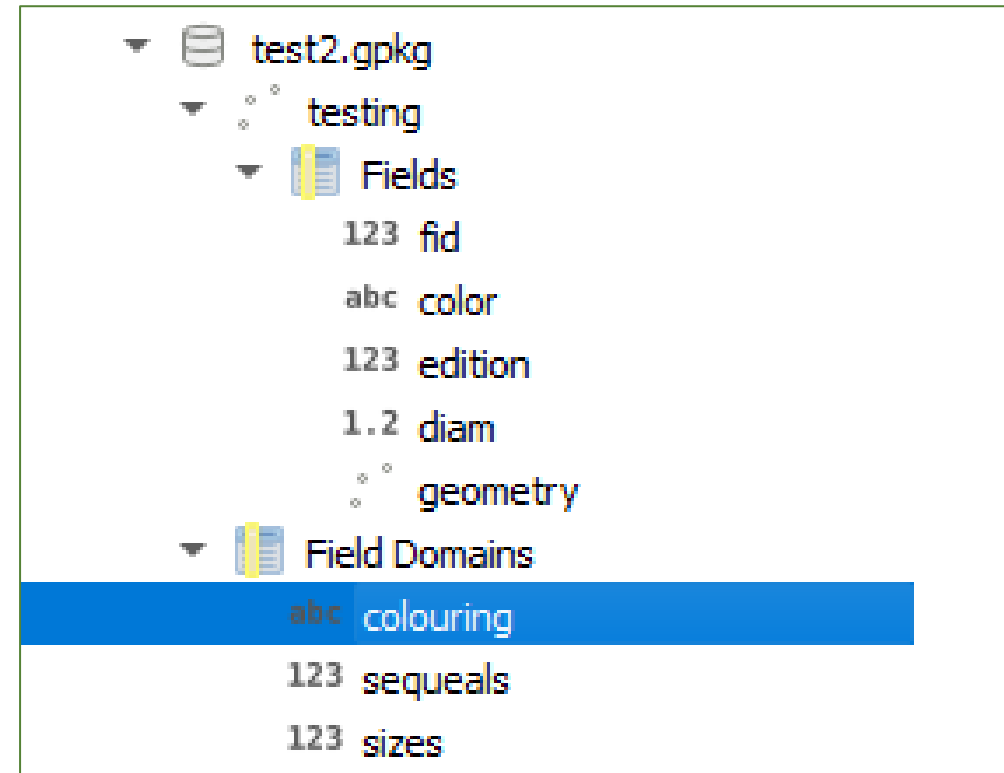 test2.gpkg
testing
Fields
123 fid
abc color
123 edition
1.2 diam
geometry
Field Domains
abc colouring
123 sequeals
123 sizes